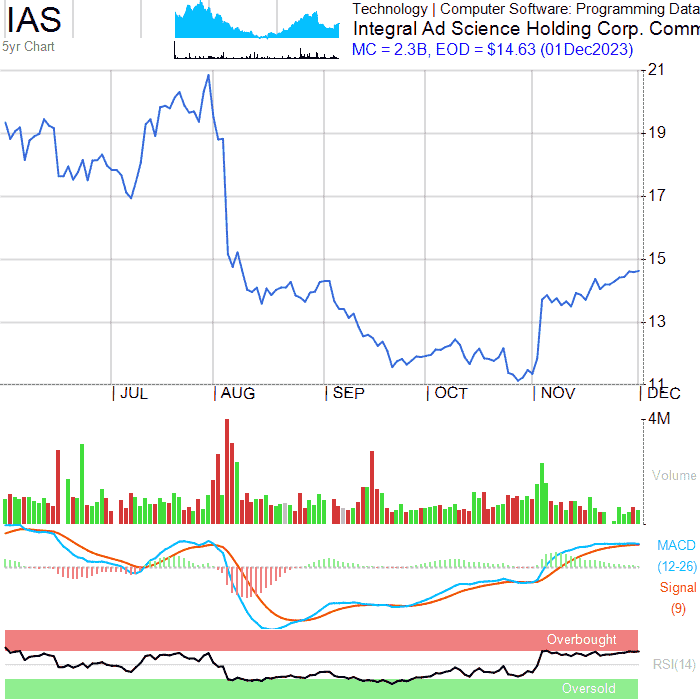 IAS
5yr Chart
Technology | Computer Software: Programming Data
Integral Ad Science Holding Corp. Comm
MC = 2.3B, EOD = $14.63 (01Dec2023)
21
19
17
15
13
11
JUL AUG SEP OCT NOV DEC
4M
Volume
MACD
(12-26)
Signal
(9)
Overbought
RSI(14)
Oversold